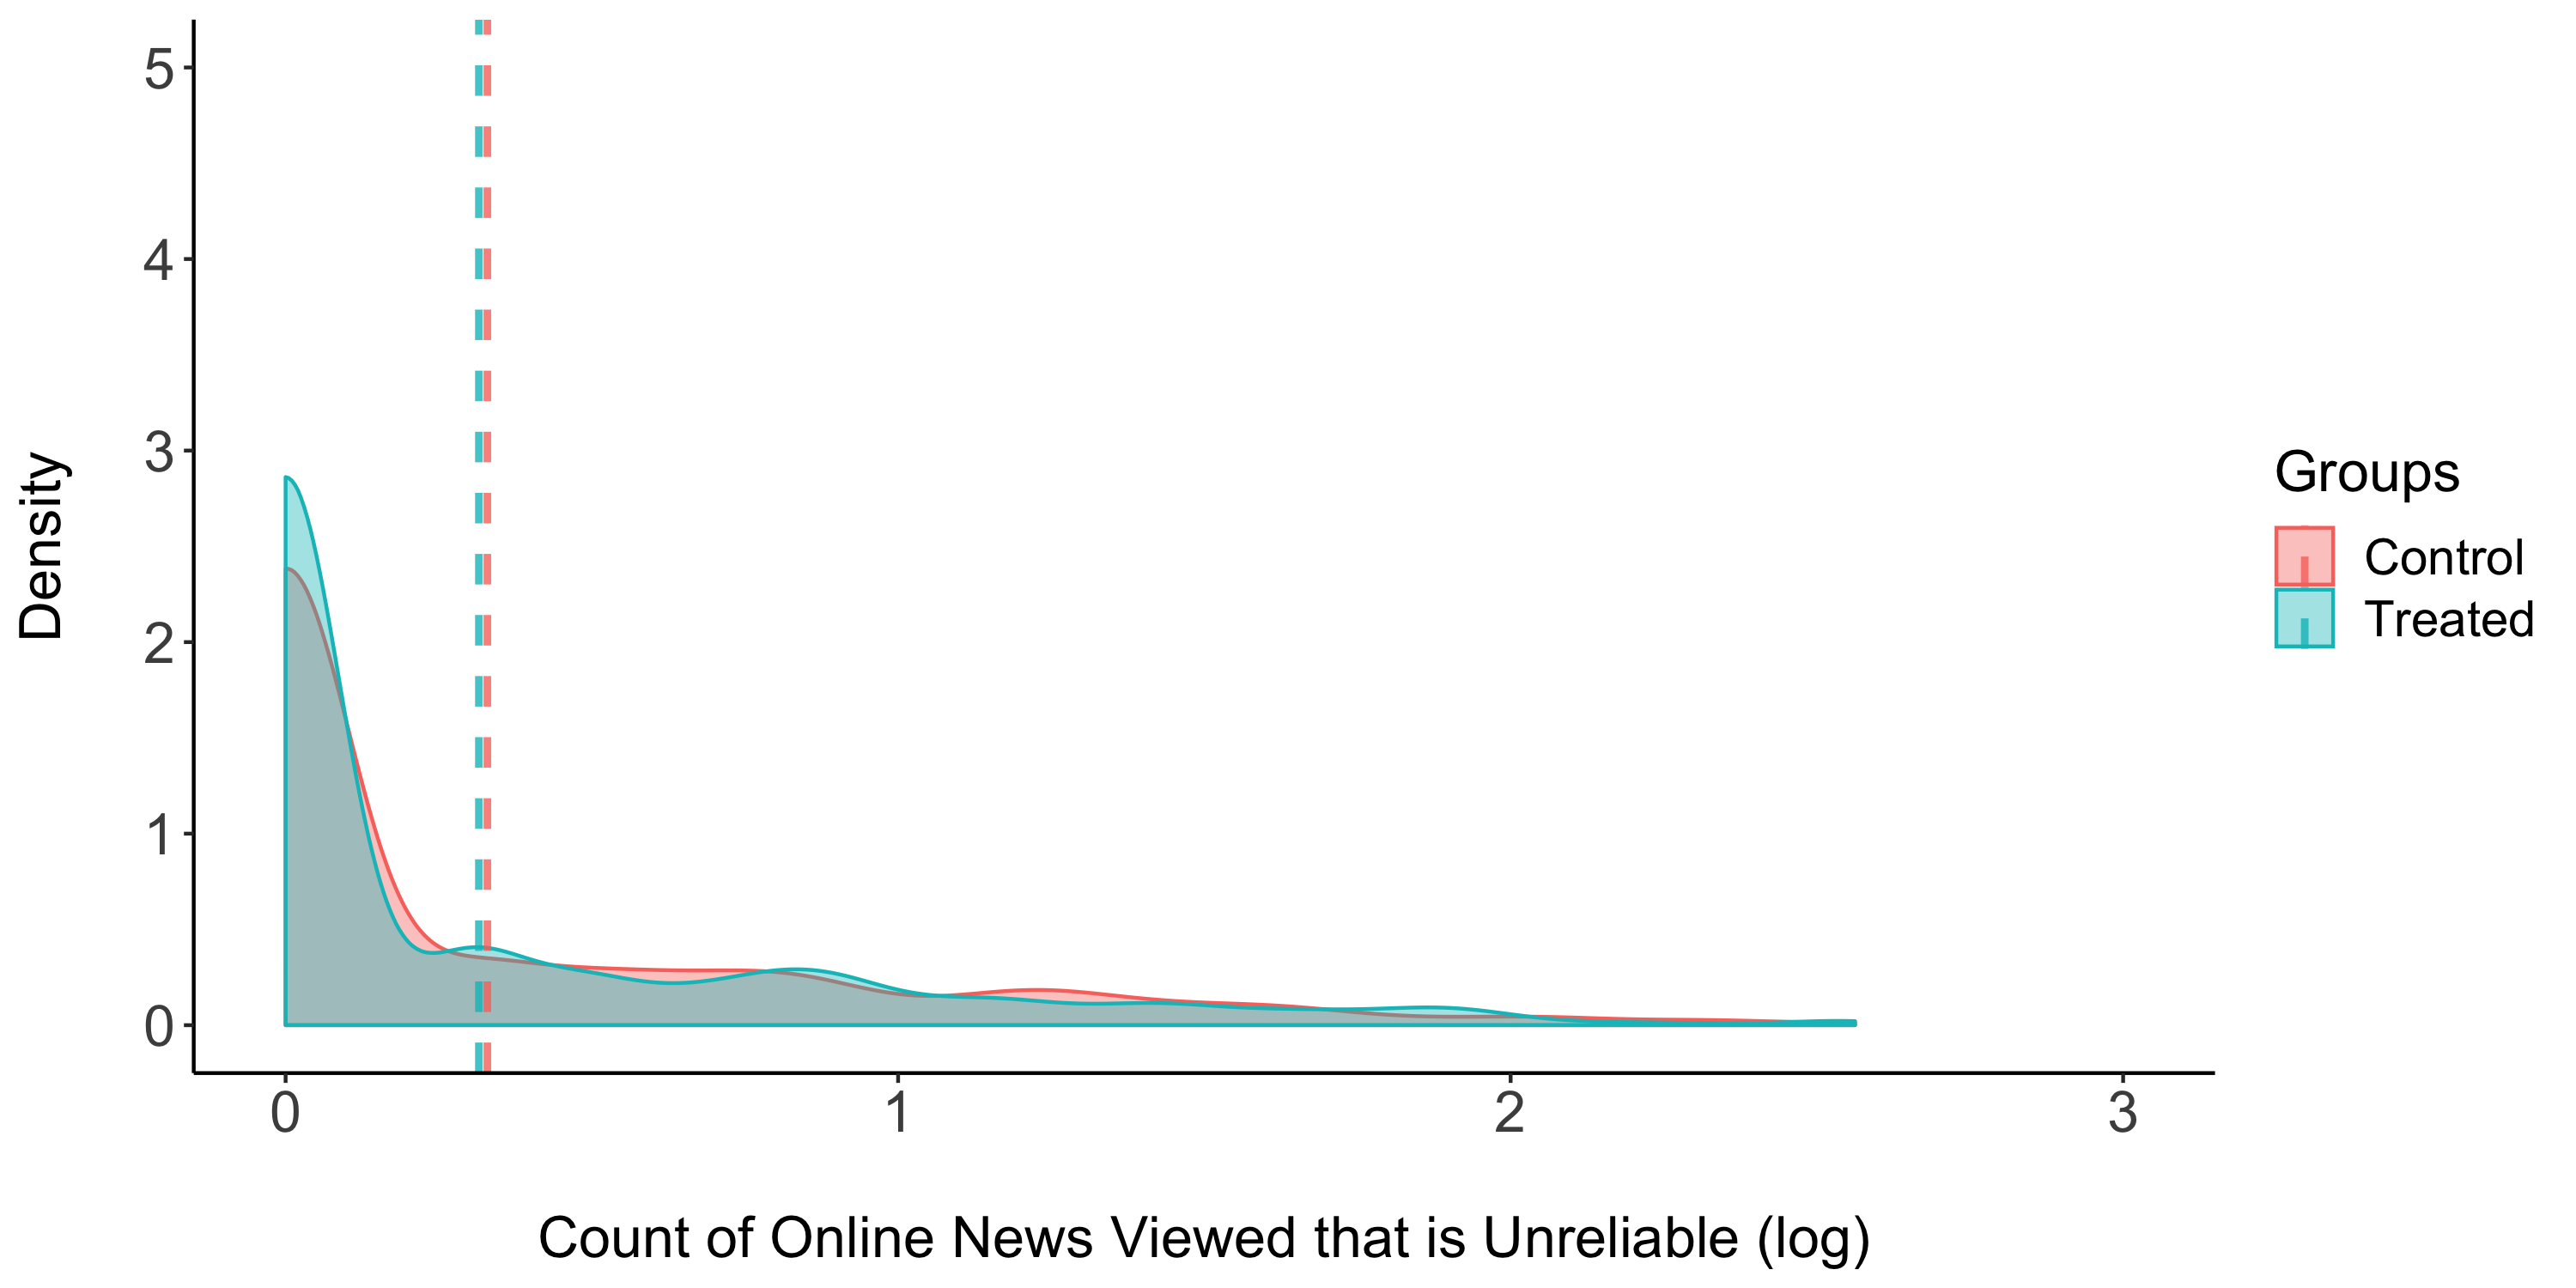 5
4
3
2
1
0
Density
0 1 2 3
Count of Online News Viewed that is Unreliable (log)
Groups
Control
Treated